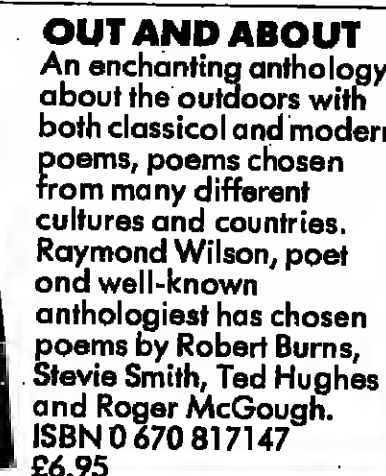 OUT AND ABOUT
An enchanting anthology
about the outdoors with
both classicol and modern
poems, poems chosen
from many different
cultures and countries.
Raymond Wilson, poet
ond well-known
anthologiest has chosen
poems by Robert Burns,
Stevie Smith, Ted Hughes
and Roger McGough.
ISBN 0 670 817147
£6.95